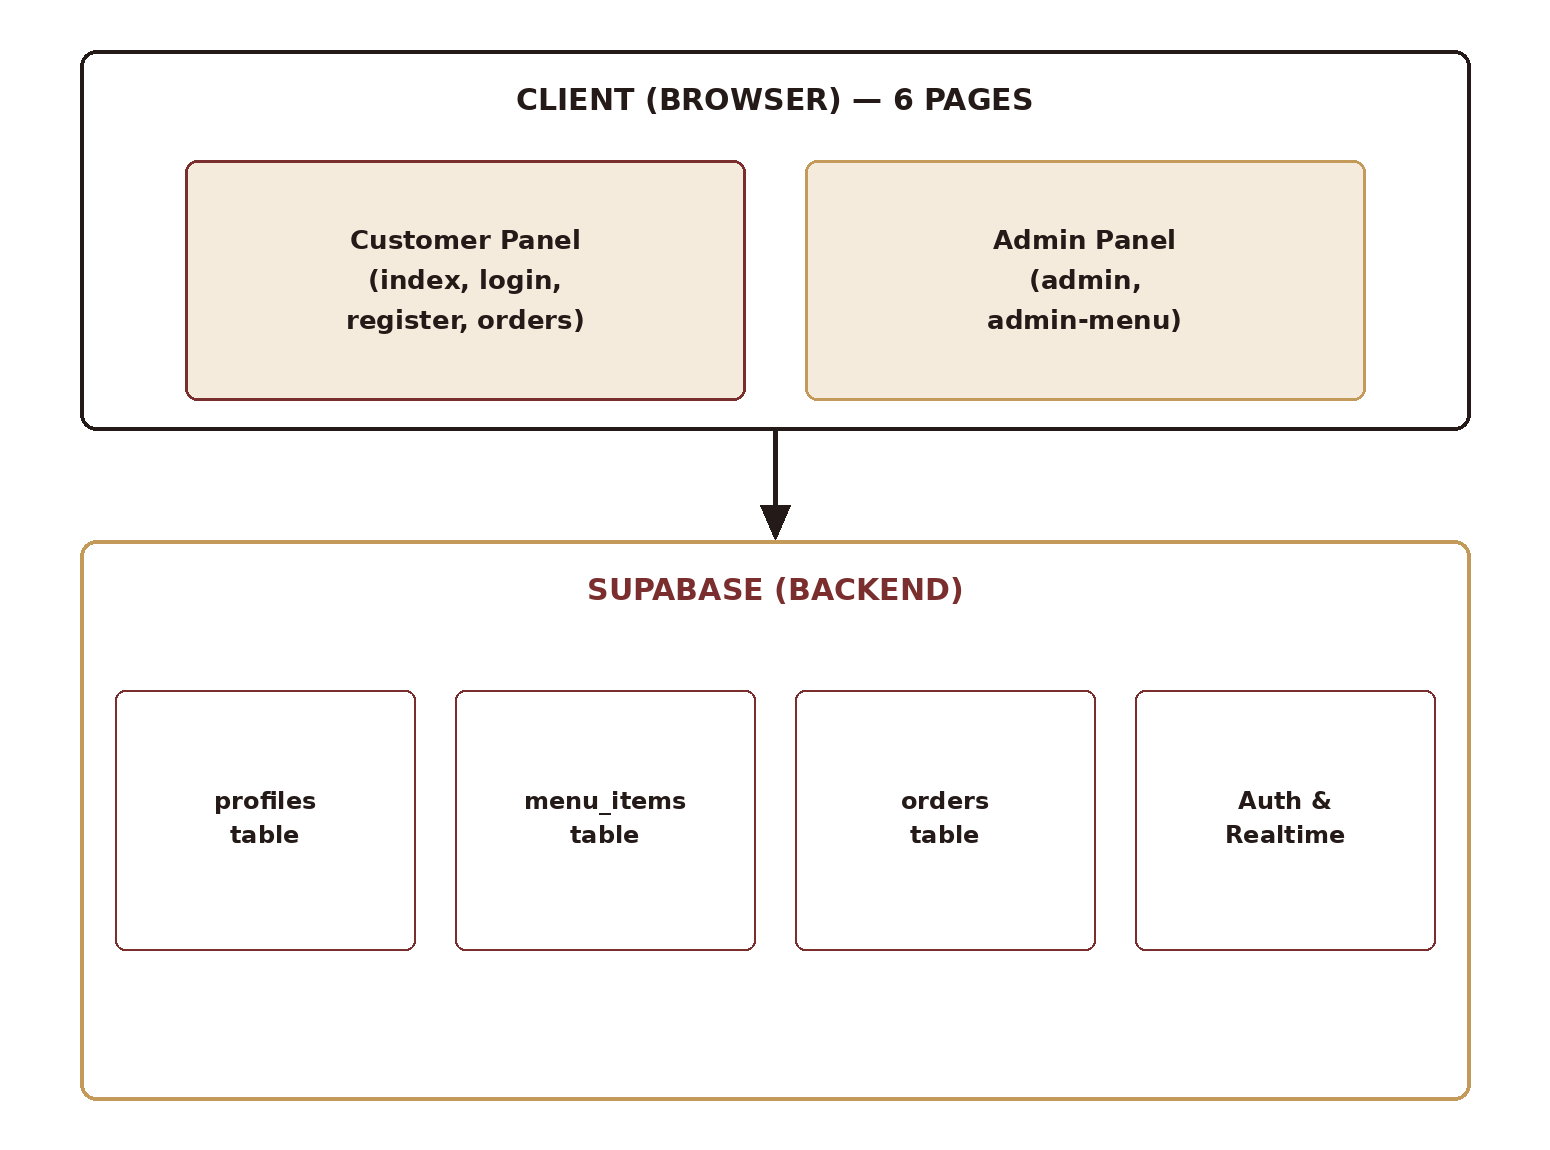 CLIENT (BROWSER) — 6 PAGES
Customer Panel
(index, login,
register, orders)
Admin Panel
(admin,
admin-menu)
SUPABASE (BACKEND)
profiles
table
menu_items
table
orders
table
Auth &
Realtime